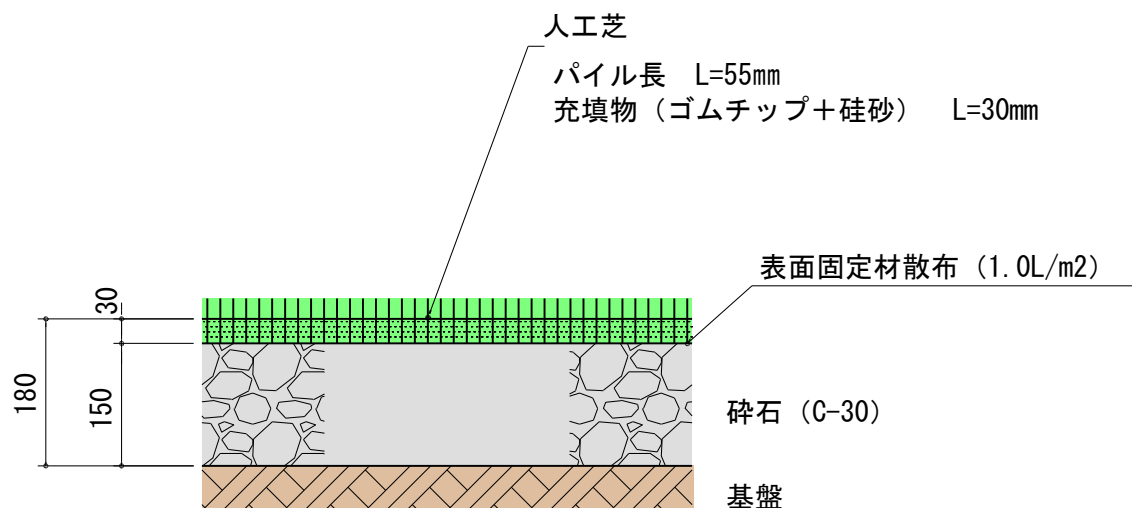 人工芝
パイル長　L=55mm
充填物（ゴムチップ＋硅砂）　L=30mm
表面固定材散布（1.0L/m2）
30
180
150
砕石（C-30）
基盤